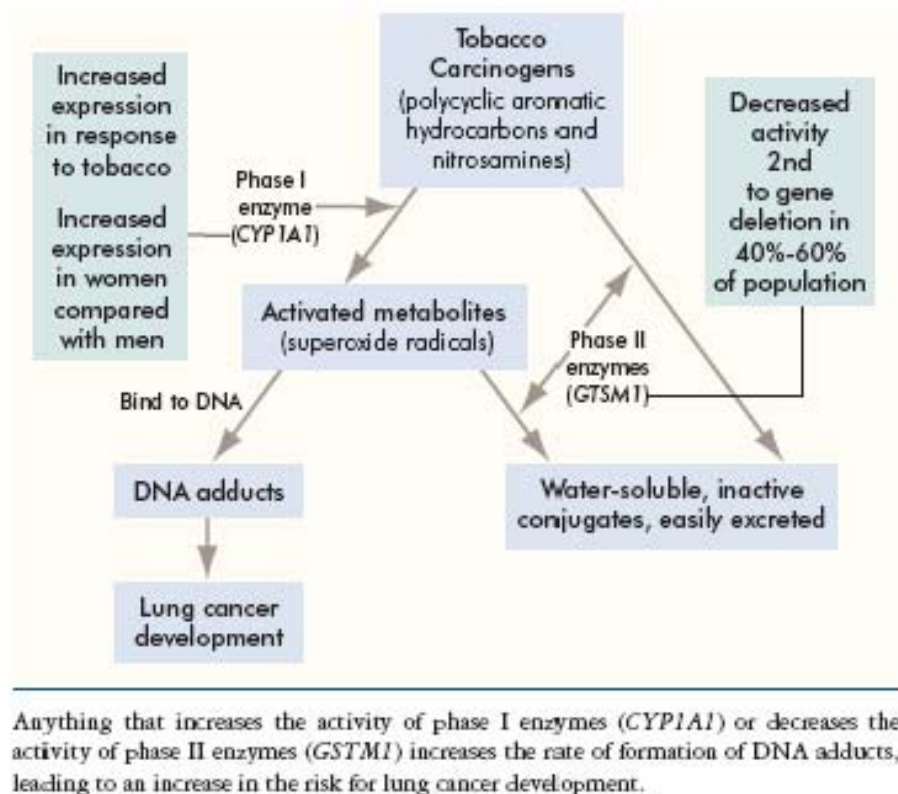 Tobacco
Carcinogens
(polycyclic aromatic
hydrocarbons and
nitrosamines)
Increased
expression
in response
to tobacco
Increased
expression
in women
compared
with men
Phase I
enzyme
(CYP1A1)
Decreased
activity
2nd
to gene
deletion in
40%-60%
of population
Activated metabolites
(superoxide radicals)
Phase II
enzymes
(GTSM1)
Bind to DNA
DNA adducts
Water-soluble, inactive
conjugates, easily excreted
Lung cancer
development
Anything that increases the activity of phase I enzymes (CYP1A1) or decreases the
activity of phase II enzymes (GSTM1) increases the rate of formation of DNA adducts,
leading to an increase in the risk for lung cancer development.